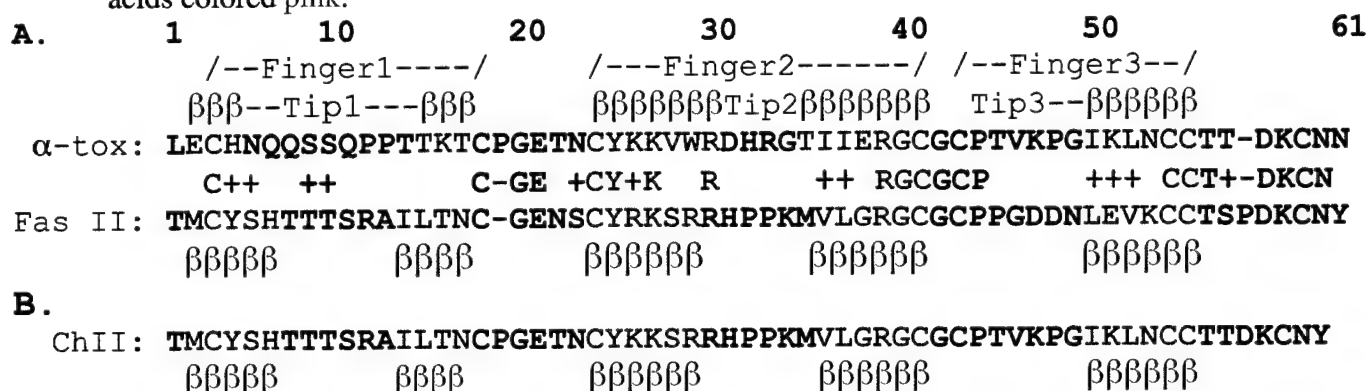 acids colored pink.
A. 1 10 20 30 40 50 61
/--Finger1----/ /---Finger2------/ /--Finger3--/
βββ--Tip1---βββ βββββββTip2βββββββ Tip3--ββββββ
α-tox: LECHNQQSSQPPTTKTCPGETNCYKKVWRDHRGTIIERGCGCPTVKPGIKLNCCTT-DKCNN
C++ ++ C-GE +CY+K R ++ RGCGCP +++ CCT+-DKCN
Fas II: TMCYSHTTTSRAILTNC-GENSCYRKSRRHPPKMVLGRGCGCPPGDDNLEVKCCTSPDKCNY
βββββ ββββ ββββββ ββββββ ββββββ
B.
ChII: TMCYSHTTTSRAILTNCPGETNCYKKSRRHPPKMVLGRGCGCPTVKPGIKLNCCTTDKCNY
βββββ ββββ ββββββ ββββββ ββββββ